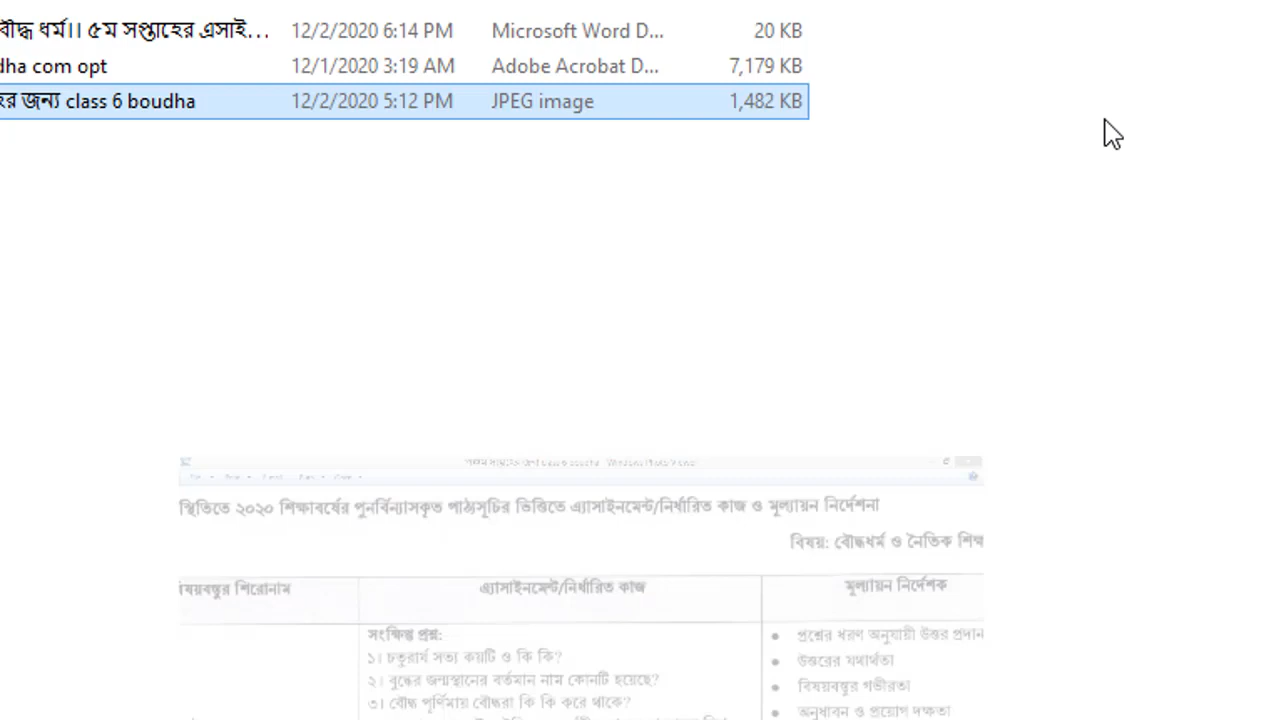 বৌদ্ধ ধর্ম।। ৫ম সপ্তাহের এসাই... 12/2/2020 6:14 PM Microsoft Word D... 20 KB
dha com opt 12/1/2020 3:19 AM Adobe Acrobat D... 7,179 KB
জন্য class 6 boudha 12/2/2020 5:12 PM JPEG image 1,482 KB
স্থিতিতে ২০২০ শিক্ষাবর্ষের পুনর্বিন্যাসকৃত পাঠ্যসূচির ভিত্তিতে এ্যাসাইনমেন্ট/নির্ধারিত কাজ ও মূল্যায়ন নির্দেশনা
বিষয়: বৌদ্ধধর্ম ও নৈতিক শিক্ষ
বিষয়বস্তুর শিরোনাম এ্যাসাইনমেন্ট/নির্ধারিত কাজ মূল্যায়ন নির্দেশক
সংক্ষিপ্ত প্রশ্ন:
১। চতুরার্য সত্য কয়টি ও কি কি?
২। বুদ্ধের জন্মস্থানের বর্তমান নাম কোনটি হয়েছে?
৩। বৌদ্ধ পূর্ণিমায় বৌদ্ধরা কি কি করে থাকে?
● প্রশ্নের ধরণ অনুযায়ী উত্তর প্রদান
● উত্তরের যথার্থতা
● বিষয়বস্তুর গভীরতা
● অনুধাবন ও প্রয়োগ দক্ষতা